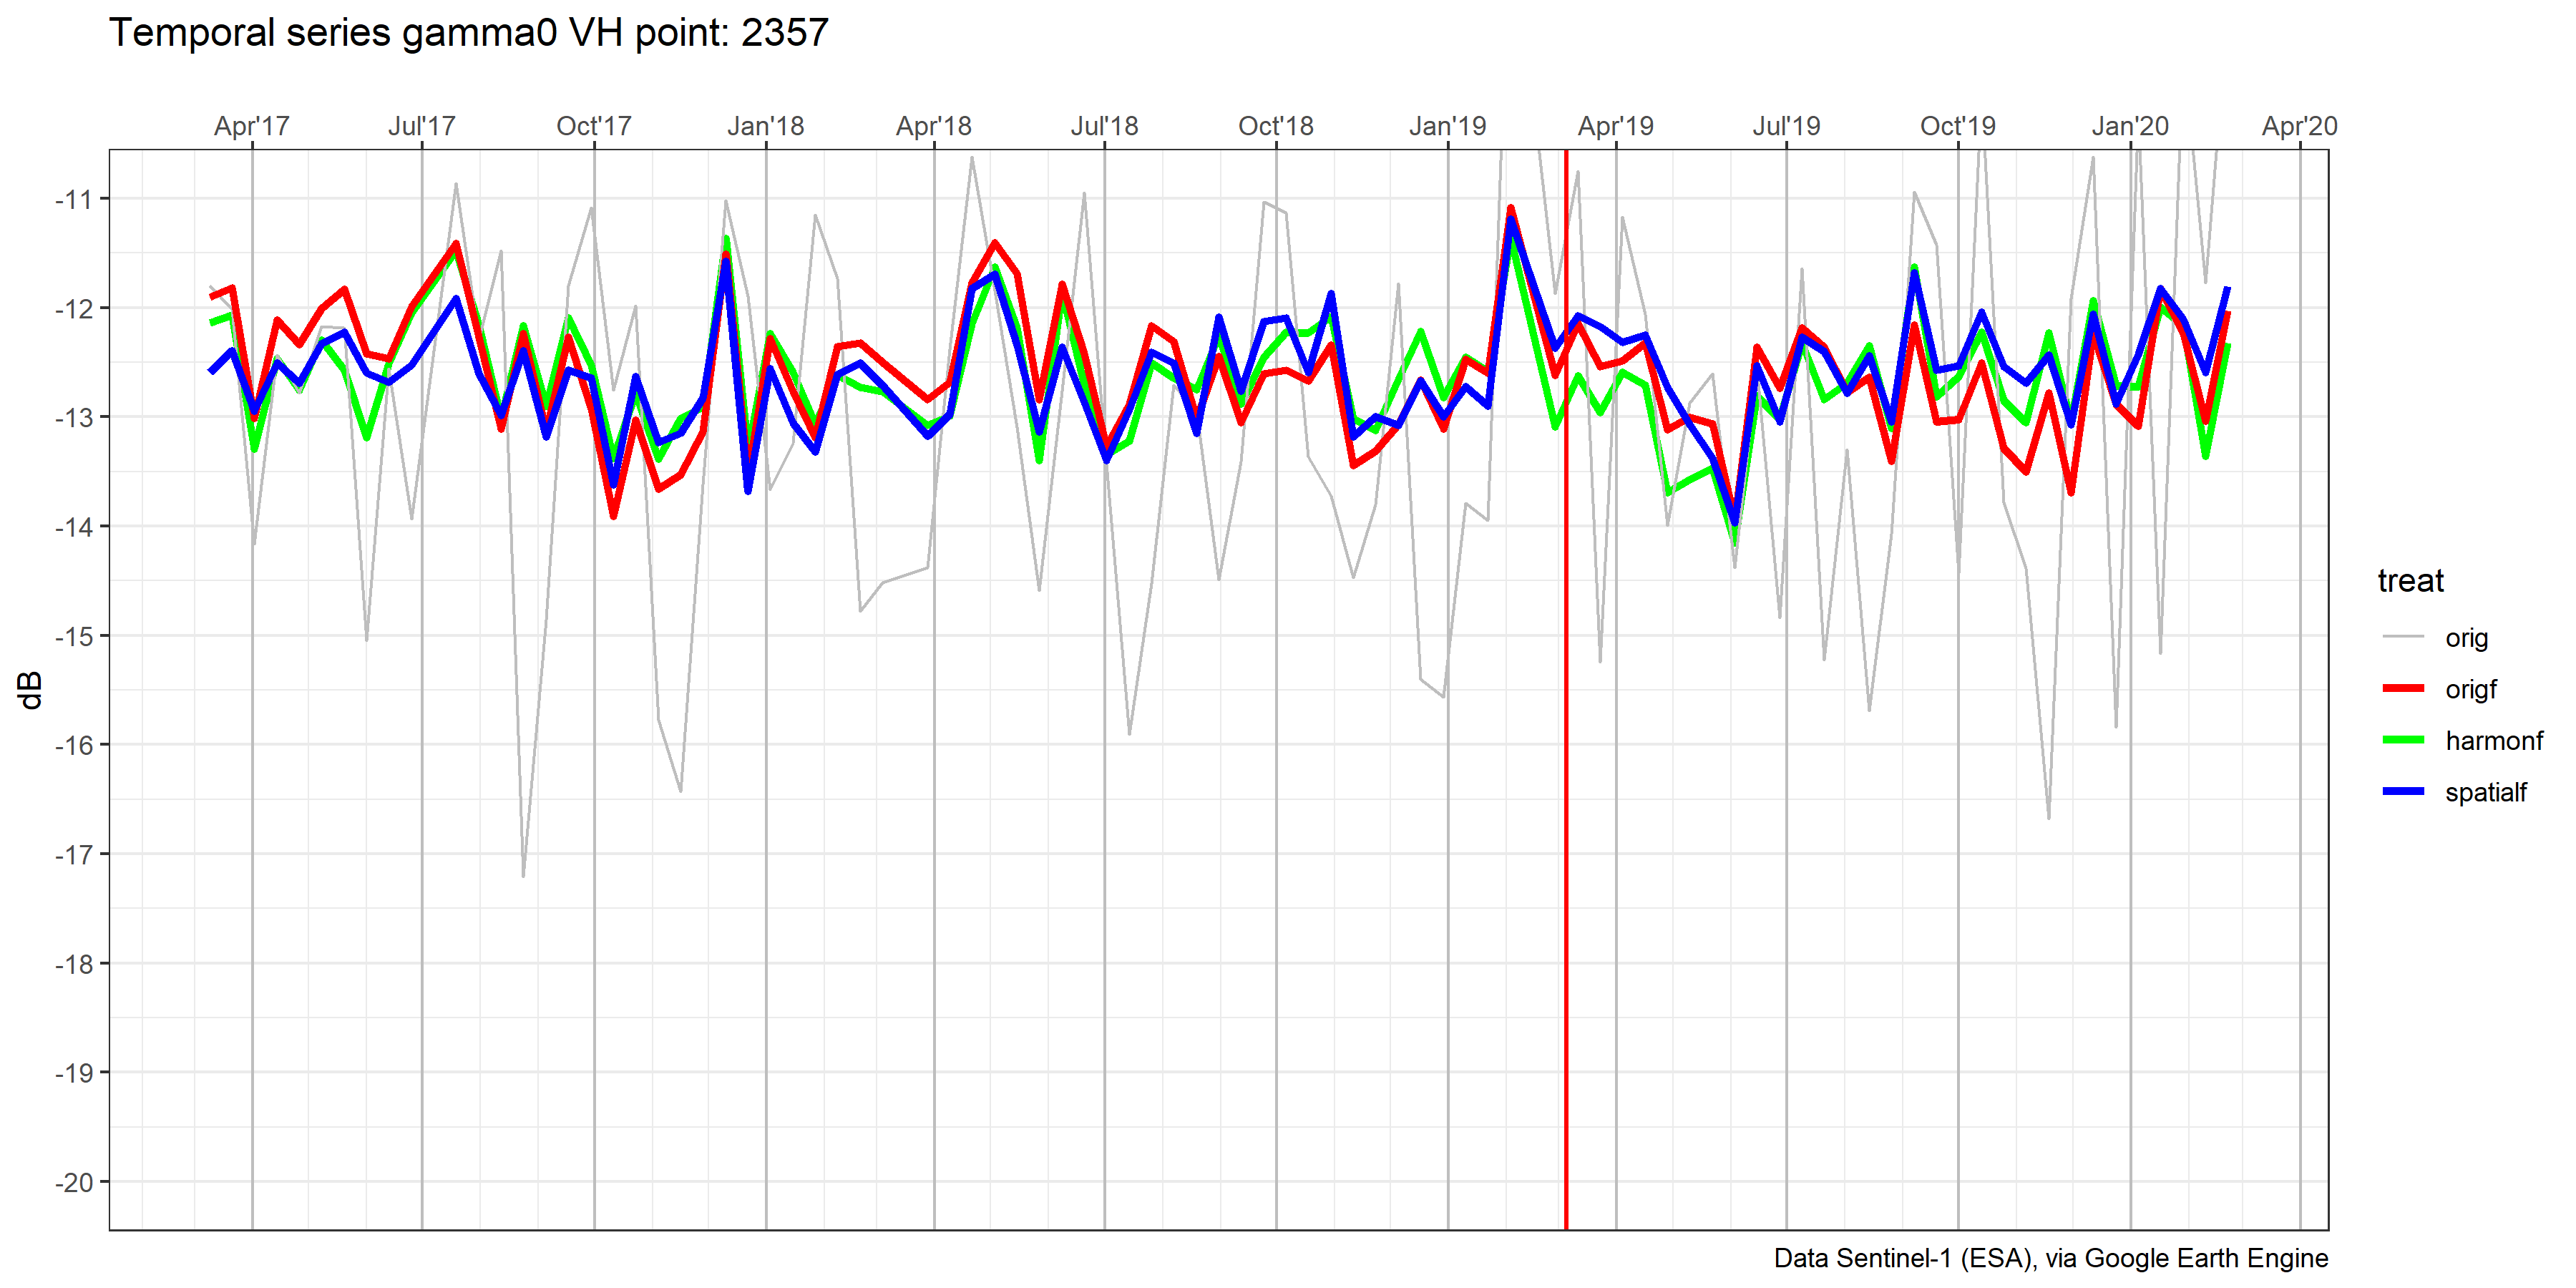 Temporal series gamma0 VH point: 2357
Apr'17 Jul'17 Oct'17 Jan'18 Apr'18 Jul'18 Oct'18 Jan'19 Apr'19 Jul'19 Oct'19 Jan'20 Apr'20
-11
-12
-13
-14
-15
-16
-17
-18
-19
-20
dB
treat
orig
origf
harmonf
spatialf
Data Sentinel-1 (ESA), via Google Earth Engine